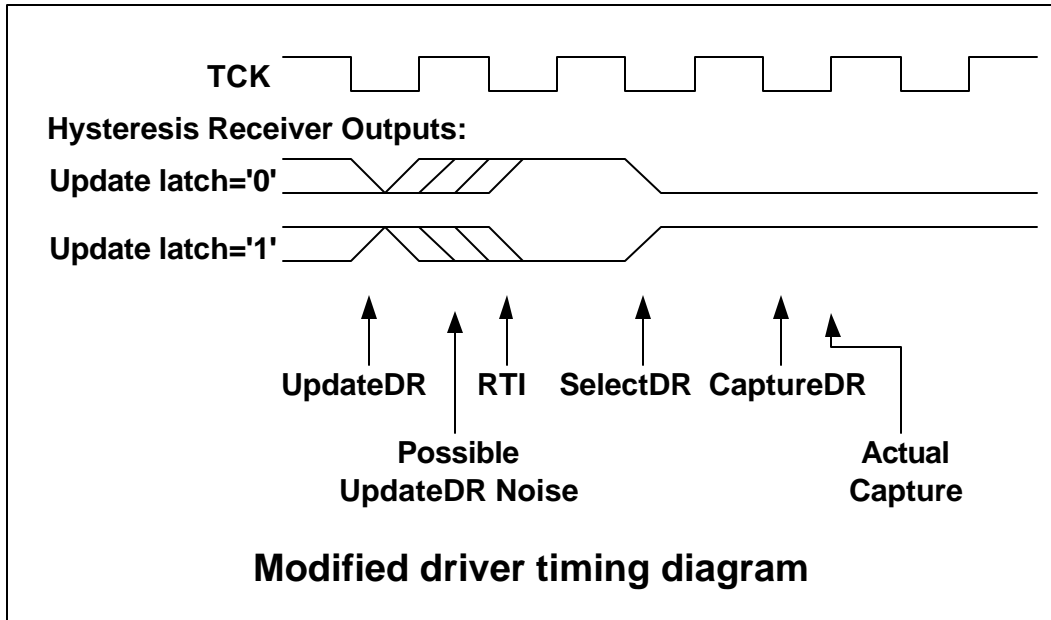 TCK
Hysteresis Receiver Outputs:
Update latch='0'
Update latch='1'
UpdateDR
RTI
SelectDR
CaptureDR
Possible
UpdateDR Noise
Actual
Capture
Modified driver timing diagram